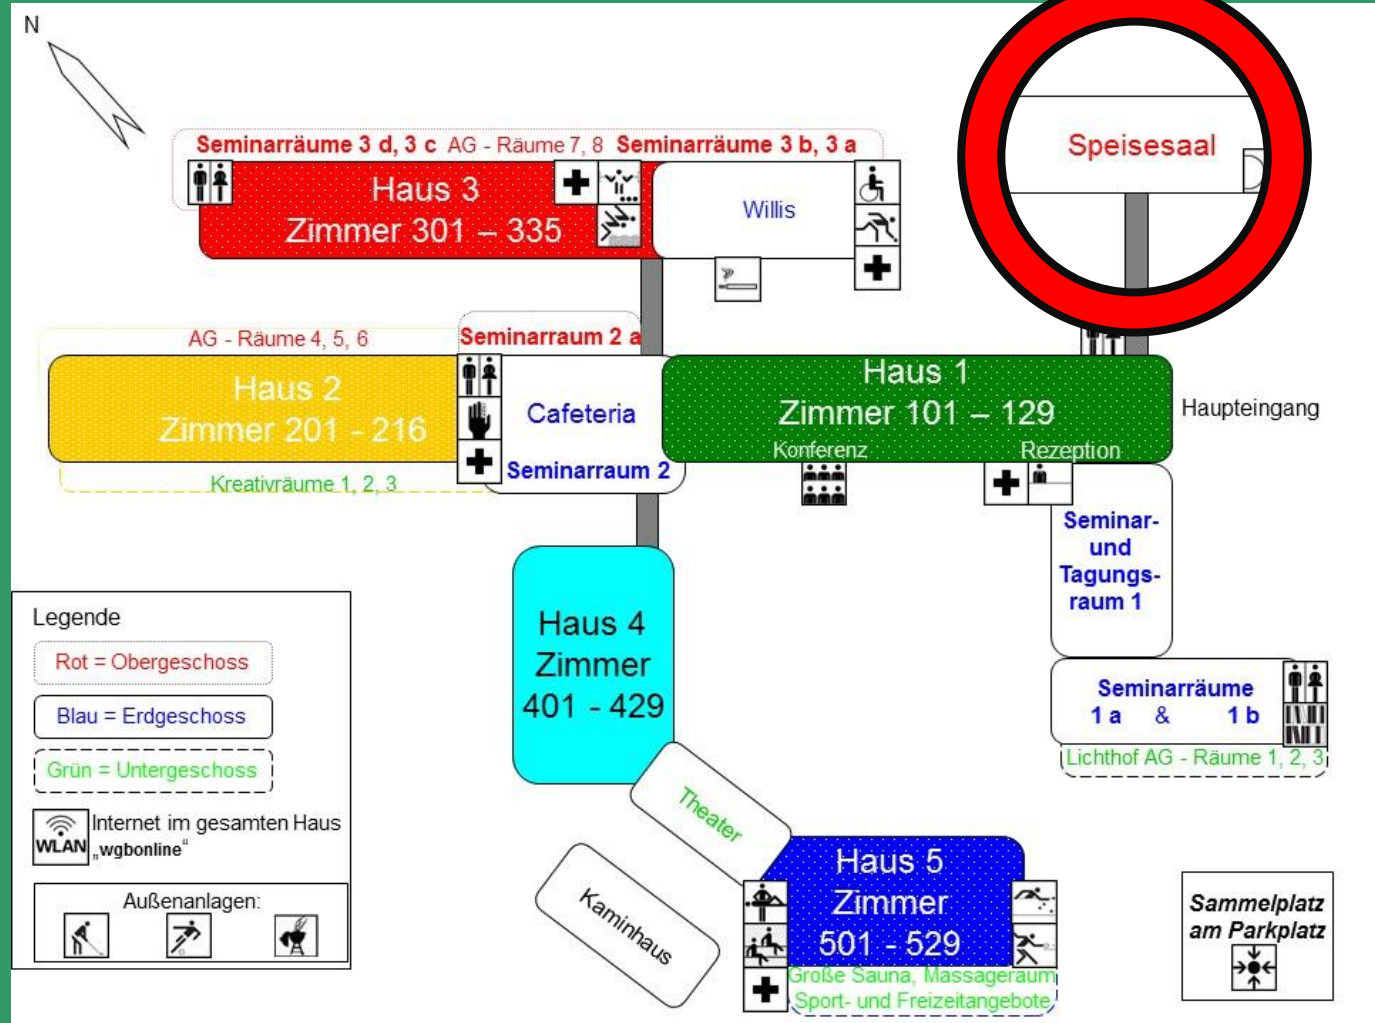 N
Seminarräume 3 d, 3 c AG - Räume 7, 8 Seminarräume 3 b, 3 a
Haus 3
Zimmer 301 – 335
Willis
Speisesaal
AG - Räume 4, 5, 6
Seminarraum 2 a
Haus 2
Zimmer 201 - 216
Kreativräume 1, 2, 3
Cafeteria
Seminarraum 2
Haus 1
Zimmer 101 – 129
Konferenz
Rezeption
Haupteingang
Seminar-
und
Tagungs-
raum 1
Seminarräume
1 a & 1 b
Lichthof AG - Räume 1, 2, 3
Haus 4
Zimmer
401 - 429
Theater
Kaminhaus
Haus 5
Zimmer
501 - 529
Große Sauna, Massageraum
Sport- und Freizeitangebote
Legende
Rot = Obergeschoss
Blau = Erdgeschoss
Grün = Untergeschoss
WLAN
Internet im gesamten Haus
„wgbonline“
Außenanlagen:
Sammelplatz
am Parkplatz